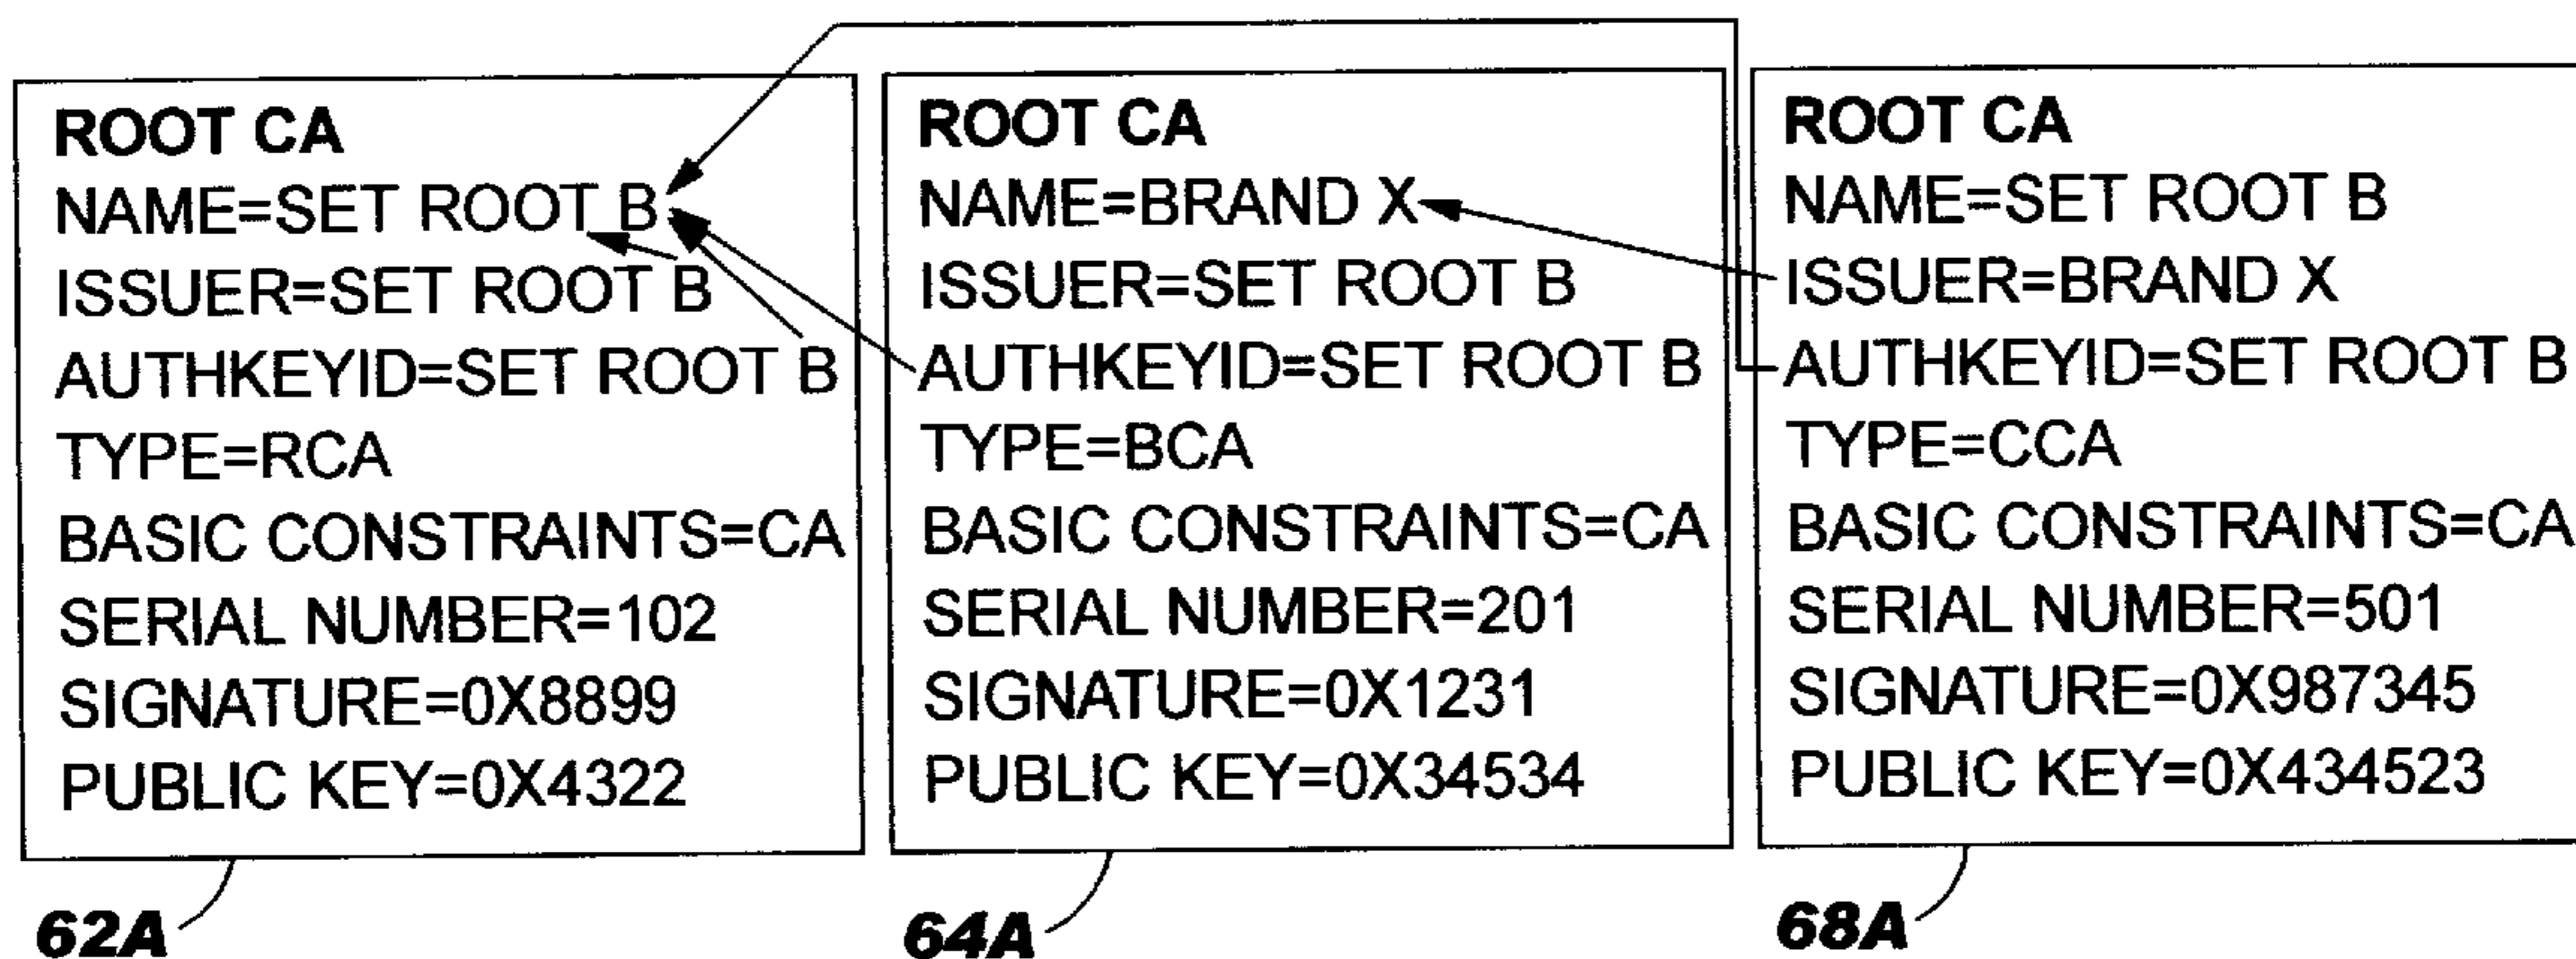 ROOT CA
NAME=SET ROOT B
ISSUER=SET ROOT B
AUTHKEYID=SET ROOT B
TYPE=RCA
BASIC CONSTRAINTS=CA
SERIAL NUMBER=102
SIGNATURE=0X8899
PUBLIC KEY=0X4322
62A
ROOT CA
NAME=BRAND X
ISSUER=SET ROOT B
AUTHKEYID=SET ROOT B
TYPE=BCA
BASIC CONSTRAINTS=CA
SERIAL NUMBER=201
SIGNATURE=0X1231
PUBLIC KEY=0X34534
64A
ROOT CA
NAME=SET ROOT B
ISSUER=BRAND X
AUTHKEYID=SET ROOT B
TYPE=CCA
BASIC CONSTRAINTS=CA
SERIAL NUMBER=501
SIGNATURE=0X987345
PUBLIC KEY=0X434523
68A